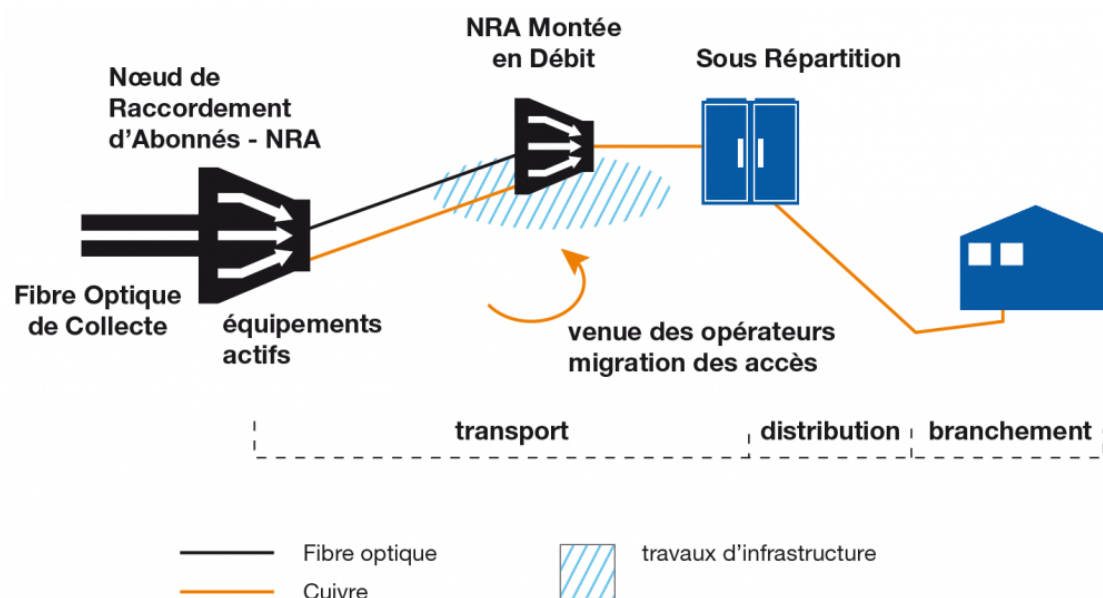 NRA Montée
en Débit
Sous Répartition
Nœud de
Raccordement
d'Abonnés - NRA
Fibre Optique
de Collecte
équipements
actifs
venue des opérateurs
migration des accès
transport
distribution
branchement
Fibre optique
travaux d'infrastructure
Cuivre